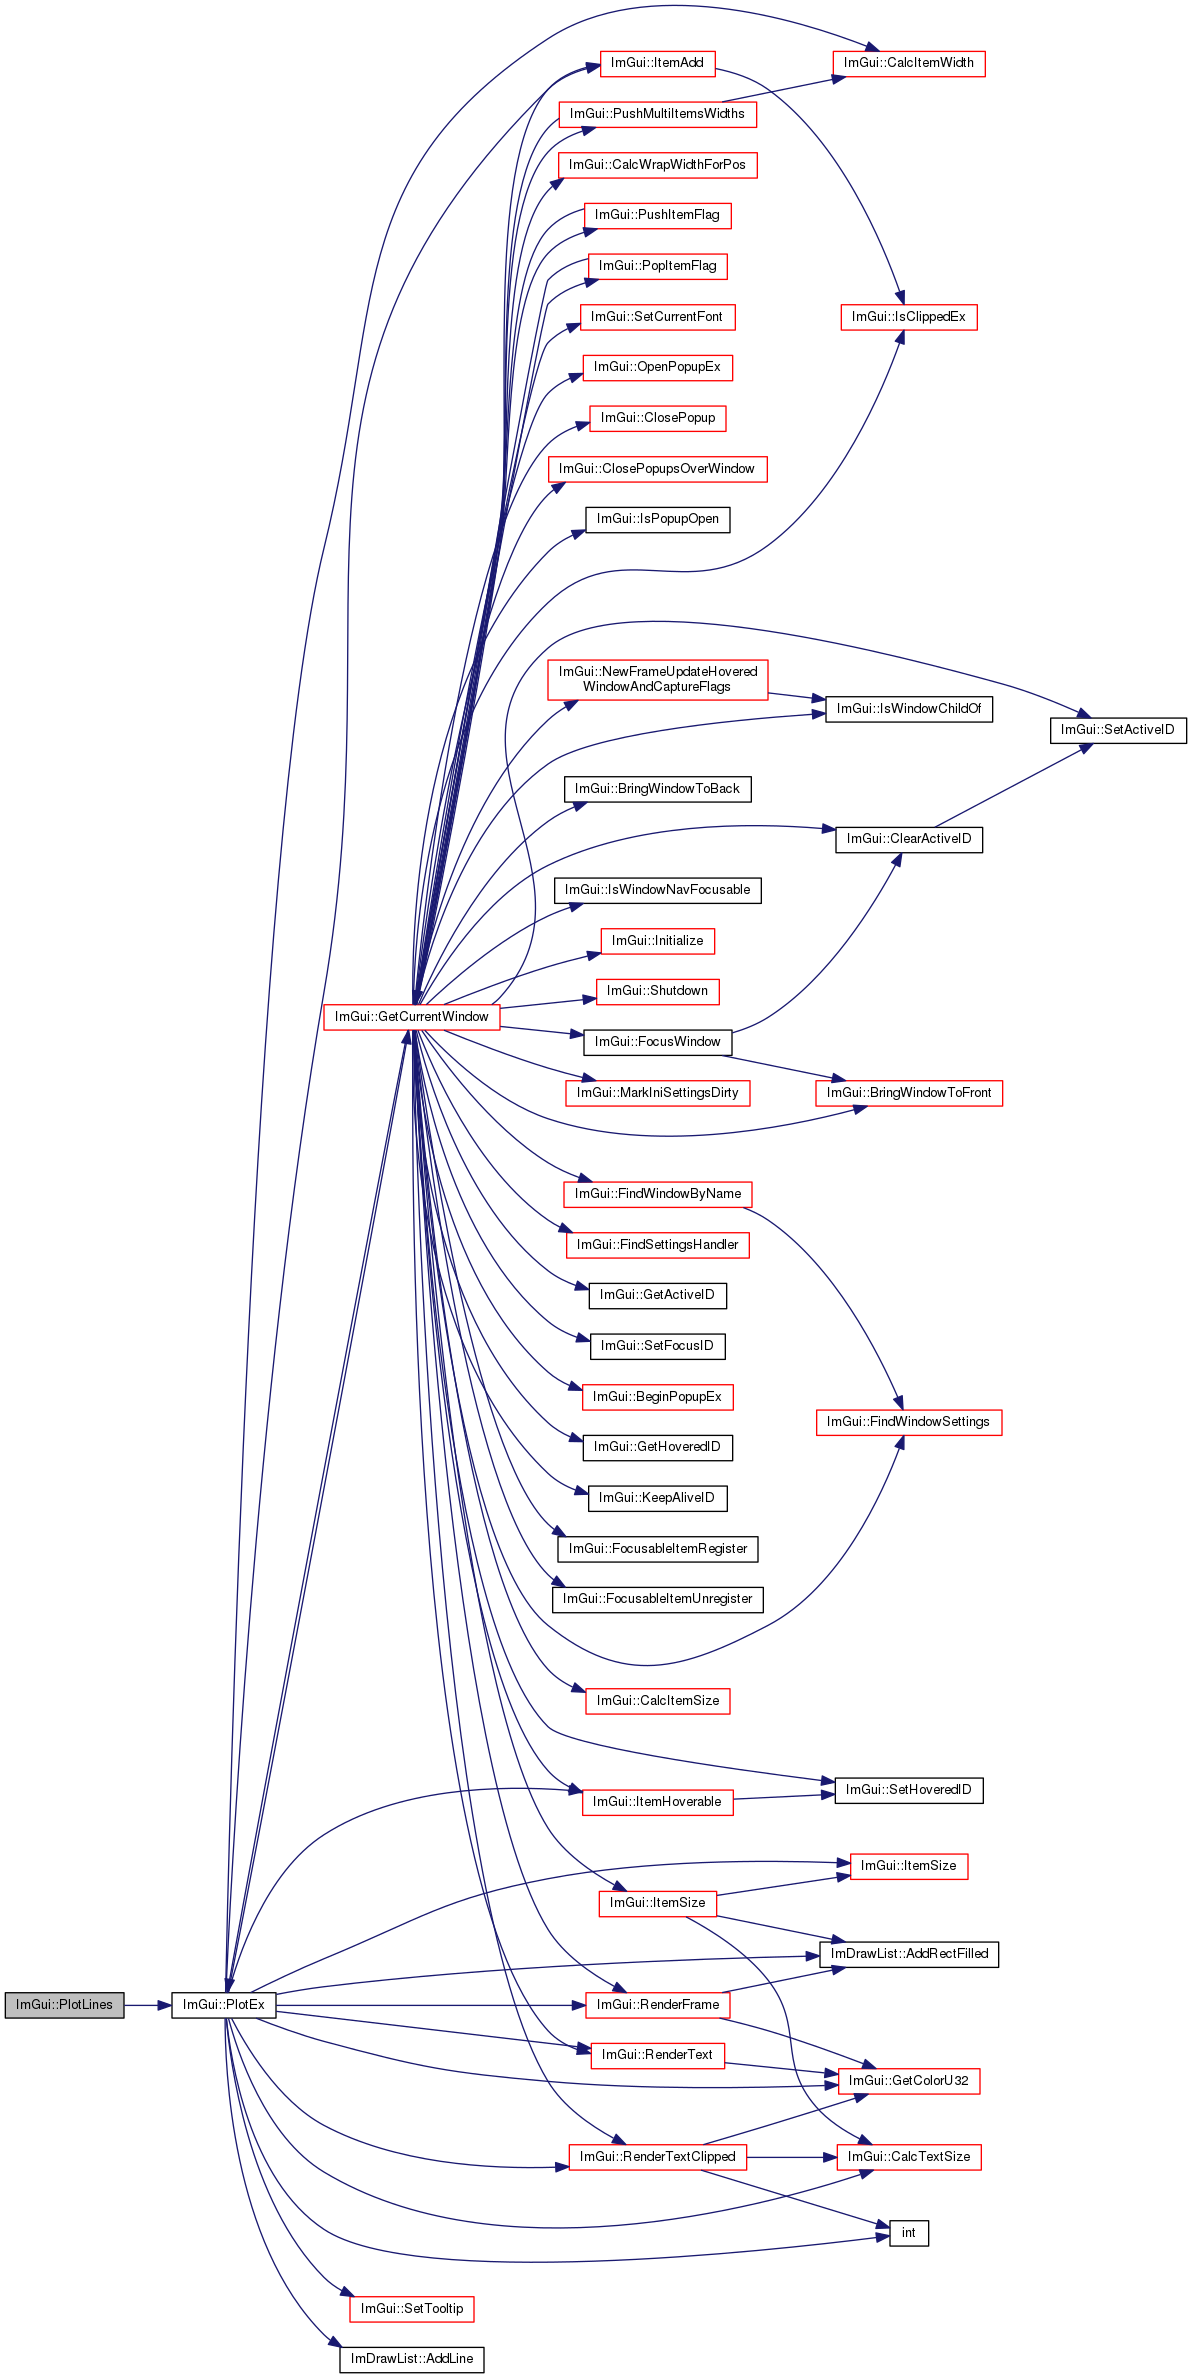 ImGui::ItemAdd
ImGui::CalcItemWidth
ImGui::PushMultiItemsWidths
ImGui::CalcWrapWidthForPos
ImGui::PushItemFlag
ImGui::PopItemFlag
ImGui::SetCurrentFont
ImGui::IsClippedEx
ImGui::OpenPopupEx
ImGui::ClosePopup
ImGui::ClosePopupsOverWindow
ImGui::IsPopupOpen
ImGui::NewFrameUpdateHovered
WindowAndCaptureFlags
ImGui::IsWindowChildOf
ImGui::SetActiveID
ImGui::BringWindowToBack
ImGui::ClearActiveID
ImGui::IsWindowNavFocusable
ImGui::Initialize
ImGui::Shutdown
ImGui::GetCurrentWindow
ImGui::FocusWindow
ImGui::MarkIniSettingsDirty
ImGui::BringWindowToFront
ImGui::FindWindowByName
ImGui::FindSettingsHandler
ImGui::GetActiveID
ImGui::SetFocusID
ImGui::BeginPopupEx
ImGui::FindWindowSettings
ImGui::GetHoveredID
ImGui::KeepAliveID
ImGui::FocusableItemRegister
ImGui::FocusableItemUnregister
ImGui::CalcItemSize
ImGui::SetHoveredID
ImGui::ItemHoverable
ImGui::ItemSize
ImGui::ItemSize
ImDrawList::AddRectFilled
ImGui::PlotLines
ImGui::PlotEx
ImGui::RenderFrame
ImGui::RenderText
ImGui::GetColorU32
ImGui::RenderTextClipped
ImGui::CalcTextSize
int
ImGui::SetTooltip
ImDrawList::AddLine